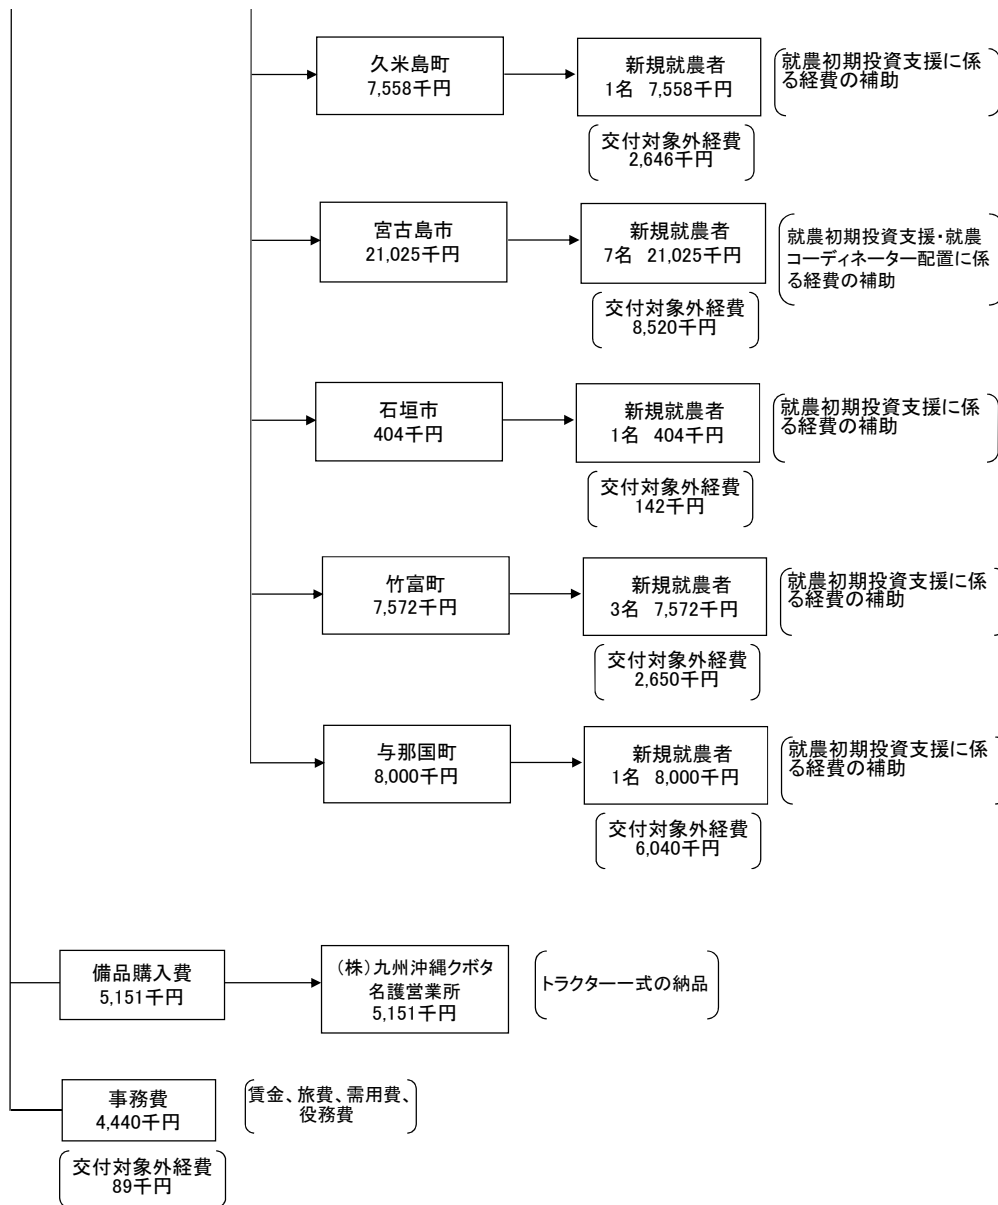 久米島町
7,558千円
新規就農者
1名 7,558千円
就農初期投資支援に係
る経費の補助
交付対象外経費
2,646千円
宮古島市
21,025千円
新規就農者
7名 21,025千円
就農初期投資支援・就農
コーディネーター配置に係
る経費の補助
交付対象外経費
8,520千円
石垣市
404千円
新規就農者
1名 404千円
就農初期投資支援に係
る経費の補助
交付対象外経費
142千円
竹富町
7,572千円
新規就農者
3名 7,572千円
就農初期投資支援に係
る経費の補助
交付対象外経費
2,650千円
与那国町
8,000千円
新規就農者
1名 8,000千円
就農初期投資支援に係
る経費の補助
交付対象外経費
6,040千円
備品購入費
5,151千円
(株)九州沖縄クボタ
名護営業所
5,151千円
トラクター一式の納品
事務費
4,440千円
賃金、旅費、需用費、
役務費
交付対象外経費
89千円